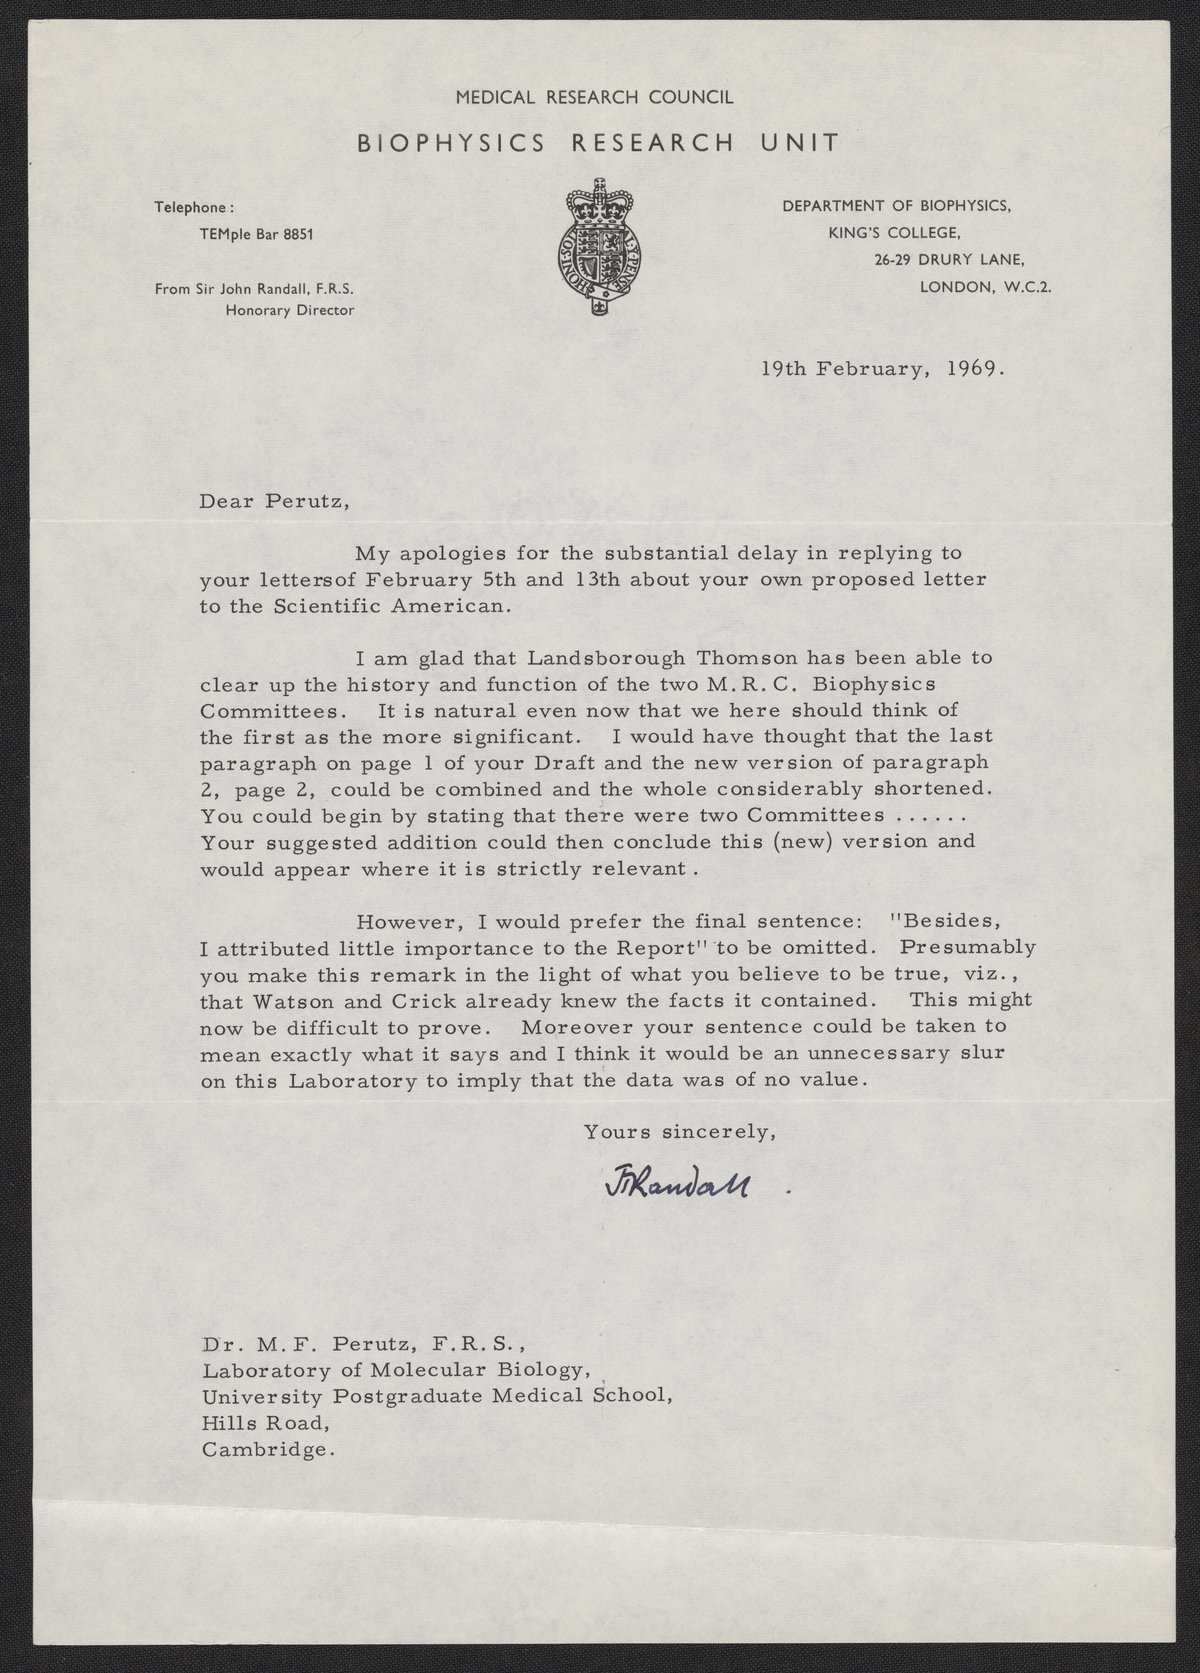 MEDICAL RESEARCH COUNCIL
BIOPHYSICS RESEARCH UNIT
Telephone :
TEMple Bar 8851
From Sir John Randall, F.R.S.
Honorary Director
HONI·SOIT
Y·PENSE
DEPARTMENT OF BIOPHYSICS,
KING'S COLLEGE,
26-29 DRURY LANE,
LONDON, W.C.2.
19th February, 1969.
Dear Perutz,
My apologies for the substantial delay in replying to
your lettersof February 5th and 13th about your own proposed letter
to the Scientific American.
I am glad that Landsborough Thomson has been able to
clear up the history and function of the two M.R.C. Biophysics
Committees. It is natural even now that we here should think of
the first as the more significant. I would have thought that the last
paragraph on page 1 of your Draft and the new version of paragraph
2, page 2, could be combined and the whole considerably shortened.
You could begin by stating that there were two Committees ......
Your suggested addition could then conclude this (new) version and
would appear where it is strictly relevant .
However, I would prefer the final sentence: "Besides,
I attributed little importance to the Report" to be omitted. Presumably
you make this remark in the light of what you believe to be true, viz.,
that Watson and Crick already knew the facts it contained. This might
now be difficult to prove. Moreover your sentence could be taken to
mean exactly what it says and I think it would be an unnecessary slur
on this Laboratory to imply that the data was of no value.
Yours sincerely,
JTRandall .
Dr. M.F. Perutz, F.R.S.,
Laboratory of Molecular Biology,
University Postgraduate Medical School,
Hills Road,
Cambridge.